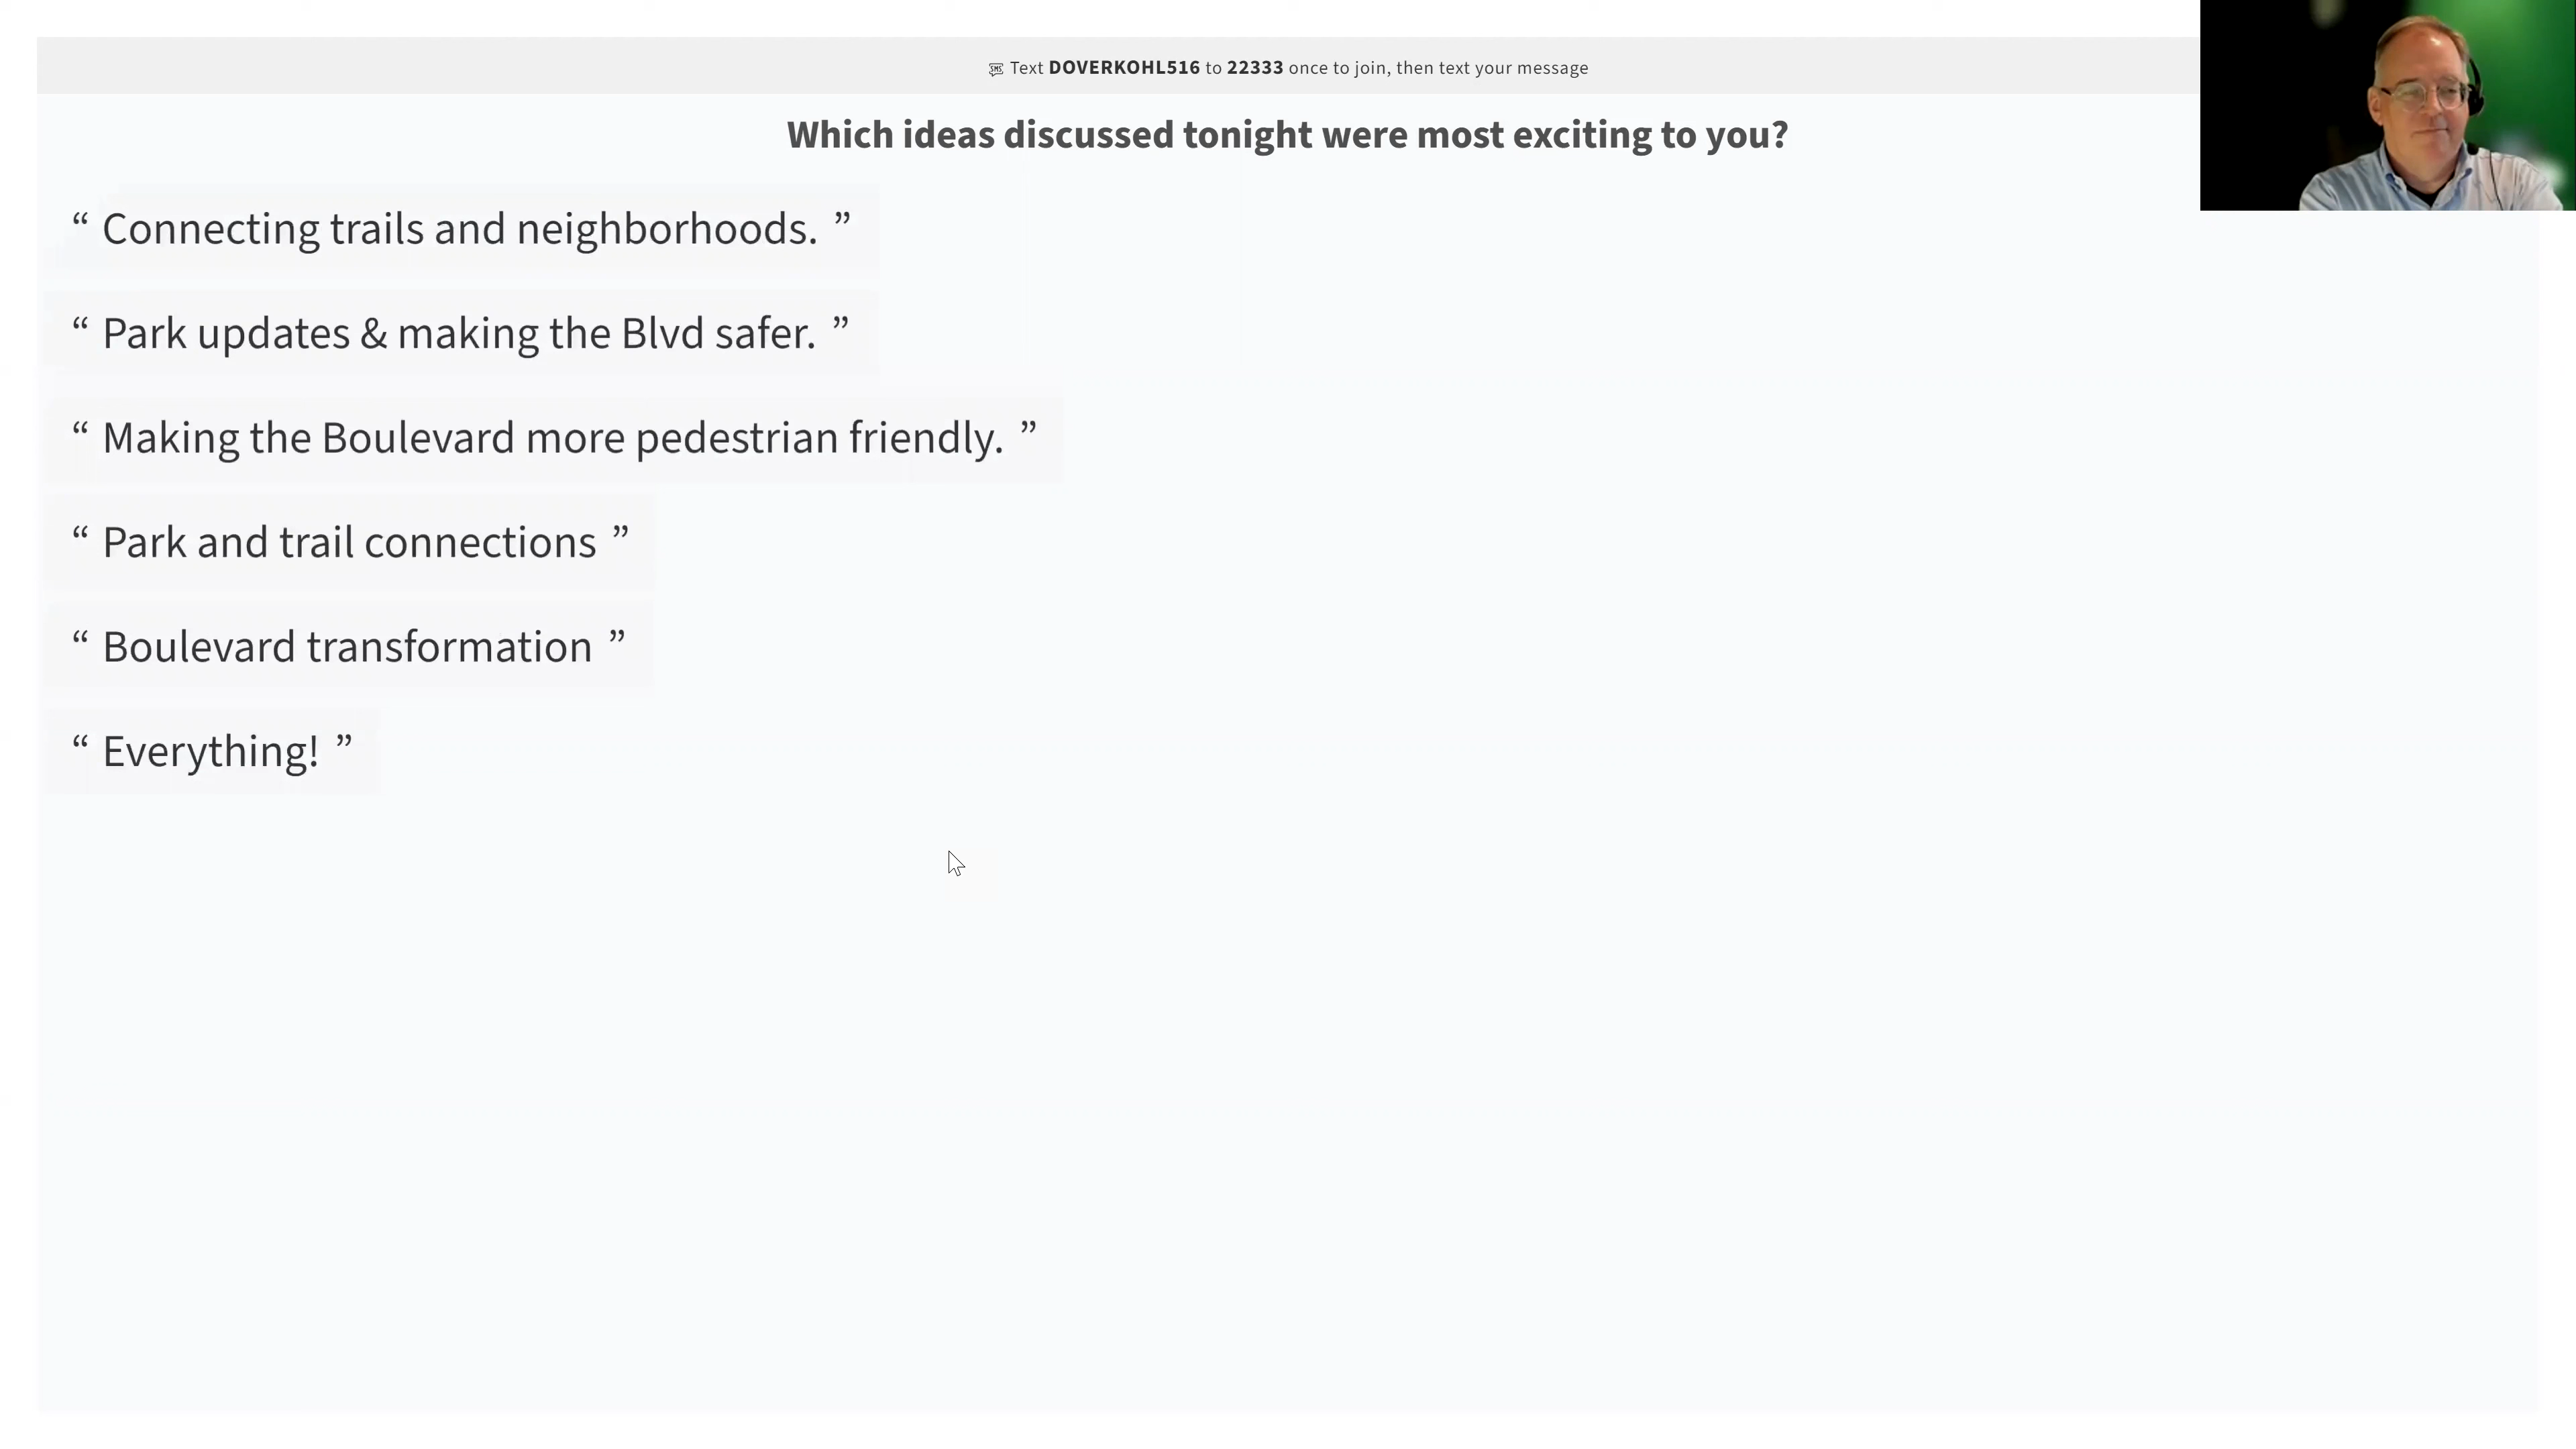 Text DOVERKOHL516 to 22333 once to join, then text your message
Which ideas discussed tonight were most exciting to you?
“ Connecting trails and neighborhoods. ”
“ Park updates & making the Blvd safer. ”
“ Making the Boulevard more pedestrian friendly. ”
“ Park and trail connections ”
“ Boulevard transformation ”
“ Everything! ”